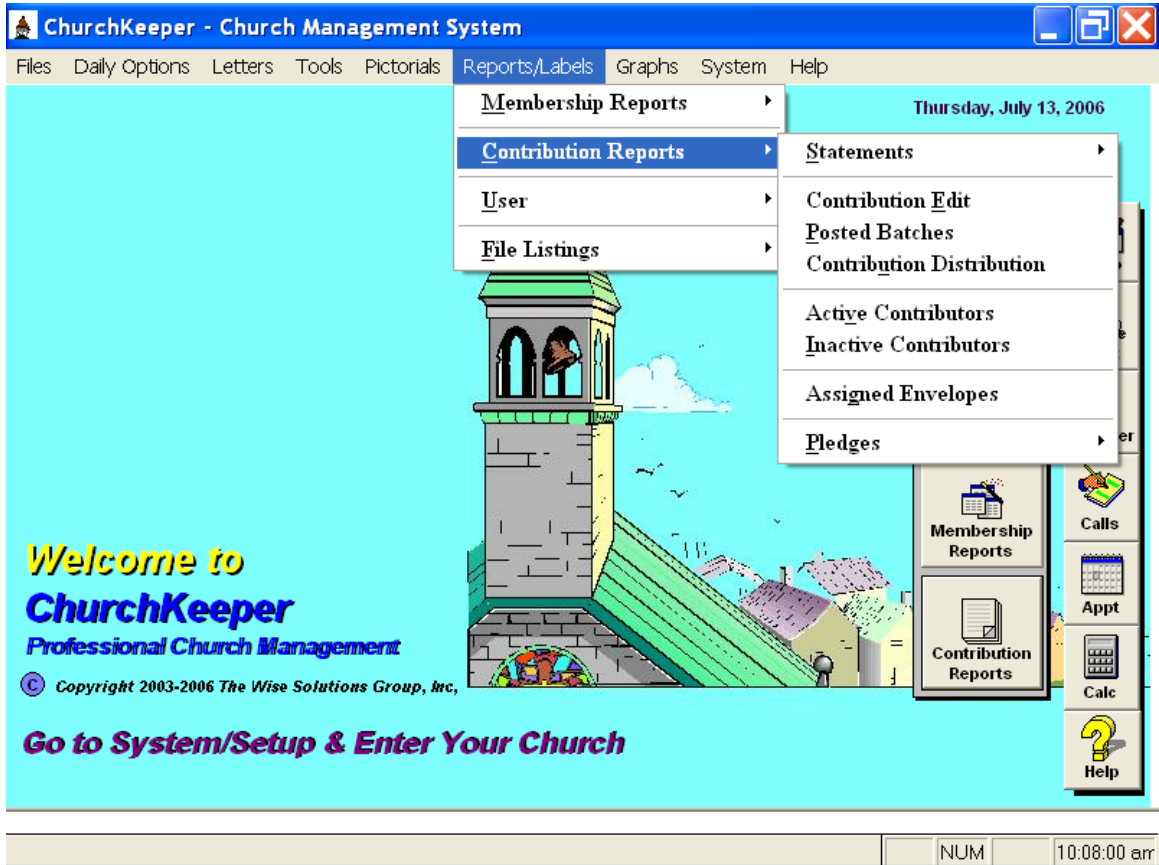 ChurchKeeper - Church Management System
Files Daily Options Letters Tools Pictorials Reports/Labels Graphs System Help
Membership Reports
Contribution Reports
User
File Listings
Thursday, July 13, 2006
Statements
Contribution Edit
Posted Batches
Contribution Distribution
Active Contributors
Inactive Contributors
Assigned Envelopes
Pledges
Membership
Reports
Contribution
Reports
Calls
Appt
Calc
Help
Welcome to
ChurchKeeper
Professional Church Management
C Copyright 2003-2006 The Wise Solutions Group, Inc,
Go to System/Setup & Enter Your Church
NUM 10:08:00 am